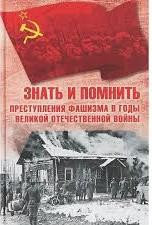 ЗНАТЬ И ПОМНИТЬ
ПРЕСТУПЛЕНИЯ ФАШИЗМА В ГОДЫ
ВЕЛИКОЙ ОТЕЧЕСТВЕННОЙ ВОЙНЫ